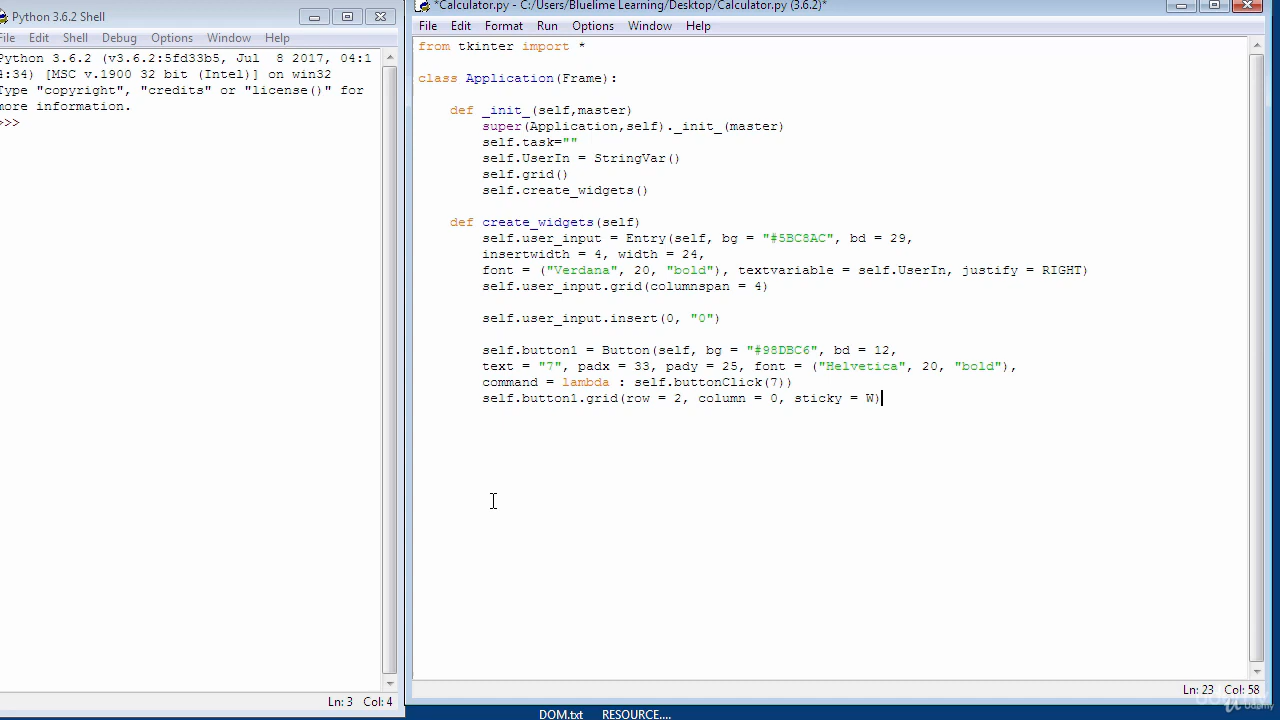 Python 3.6.2 Shell
File Edit Shell Debug Options Window Help
Python 3.6.2 (v3.6.2:5fd33b5, Jul 8 2017, 04:1
4:34) [MSC v.1900 32 bit (Intel)] on win32
Type "copyright", "credits" or "license()" for
more information.
>>>
Ln: 3 Col: 4
*Calculator.py - C:/Users/Bluelime Learning/Desktop/Calculator.py (3.6.2)*
File Edit Format Run Options Window Help
from tkinter import *
class Application(Frame):
def _init_(self,master)
super(Application,self)._init_(master)
self.task=""
self.UserIn = StringVar()
self.grid()
self.create_widgets()
def create_widgets(self)
self.user_input = Entry(self, bg = "#5BC8AC", bd = 29,
insertwidth = 4, width = 24,
font = ("Verdana", 20, "bold"), textvariable = self.UserIn, justify = RIGHT)
self.user_input.grid(columnspan = 4)
self.user_input.insert(0, "0")
self.button1 = Button(self, bg = "#98DBC6", bd = 12,
text = "7", padx = 33, pady = 25, font = ("Helvetica", 20, "bold"),
command = lambda : self.buttonClick(7))
self.button1.grid(row = 2, column = 0, sticky = W)
Ln: 23 Col: 58
DOM.txt RESOURCE....
Udemy